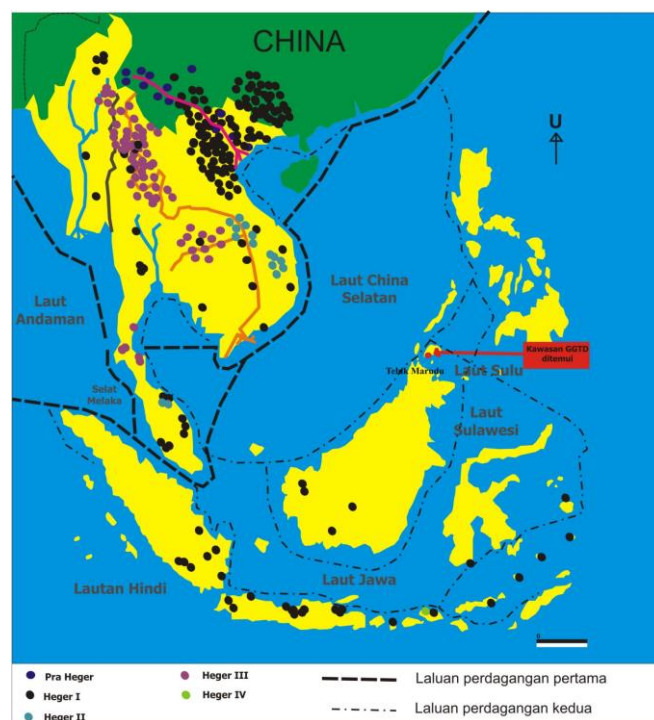 CHINA
U
Laut China
Selatan
Laut
Andaman
Kawasan GGTD
ditemui
Teluk Marudu
Laut Sulu
Selat
Melaka
Laut
Sulawesi
Lautan Hindi
Laut Jawa
0
Pra Heger
Heger I
Heger II
Heger III
Heger IV
Laluan perdagangan pertama
Laluan perdagangan kedua